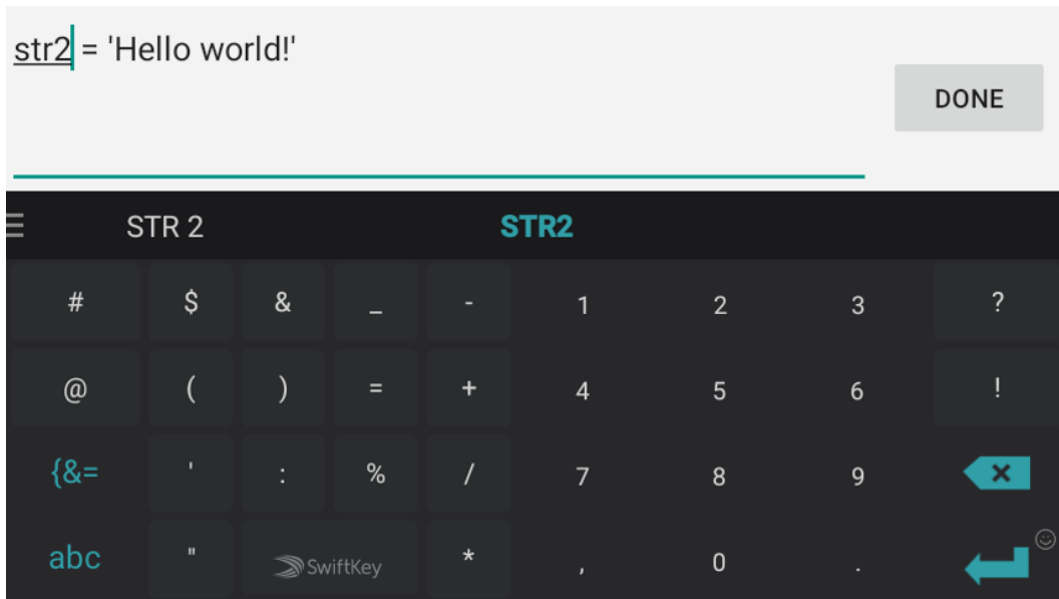 str2 = 'Hello world!'
DONE
STR 2 STR2
# $ & _ - 1 2 3 ?
@ ( ) = + 4 5 6 !
{&= ' : % / 7 8 9
abc " SwiftKey * , 0 .